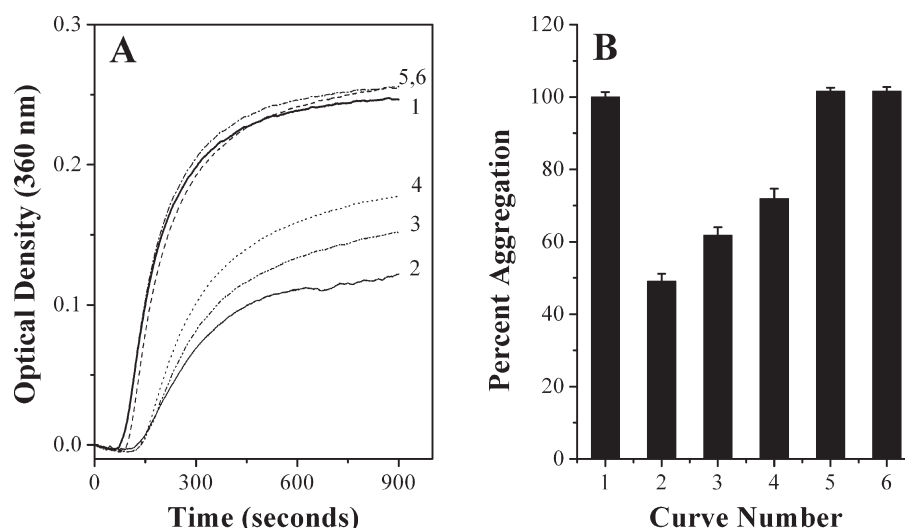 A
Optical Density (360 nm)
0.3
0.2
0.1
0.0
5,6
1
4
3
2
0 300 600 900
Time (seconds)
B
Percent Aggregation
120
100
80
60
40
20
0
1 2 3 4 5 6
Curve Number